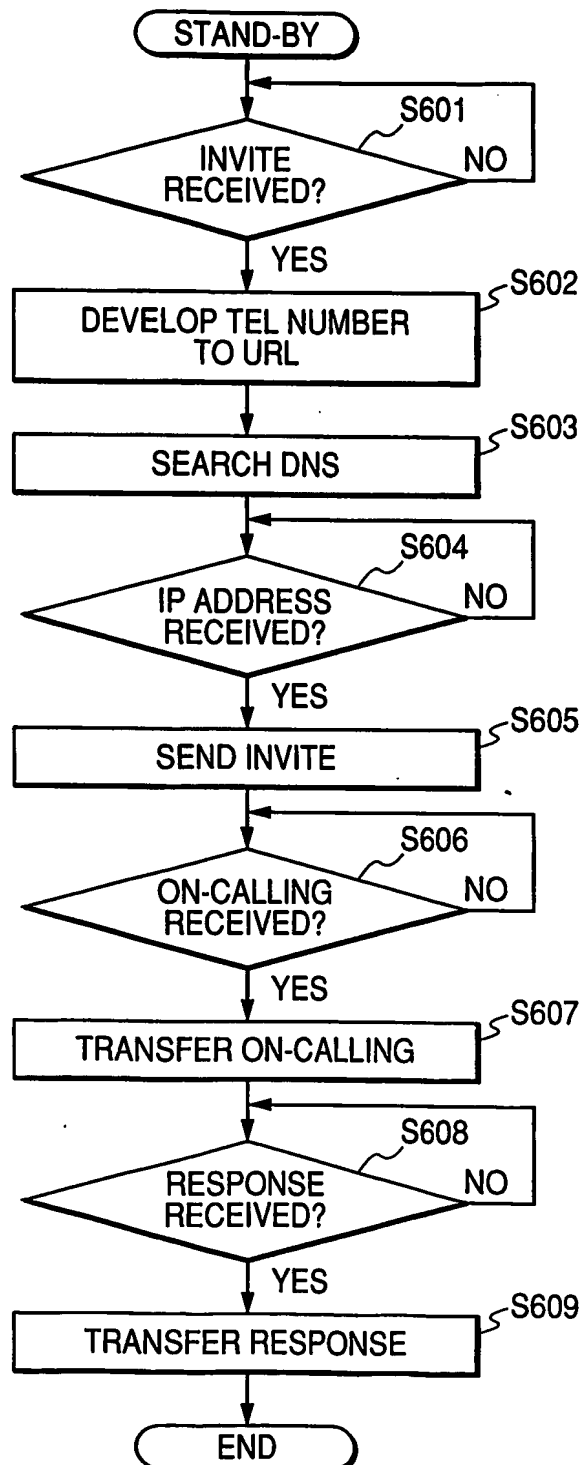 STAND-BY
S601
INVITE
RECEIVED?
NO
YES
S602
DEVELOP TEL NUMBER
TO URL
S603
SEARCH DNS
S604
IP ADDRESS
RECEIVED?
NO
YES
S605
SEND INVITE
S606
ON-CALLING
RECEIVED?
NO
YES
S607
TRANSFER ON-CALLING
S608
RESPONSE
RECEIVED?
NO
YES
S609
TRANSFER RESPONSE
END